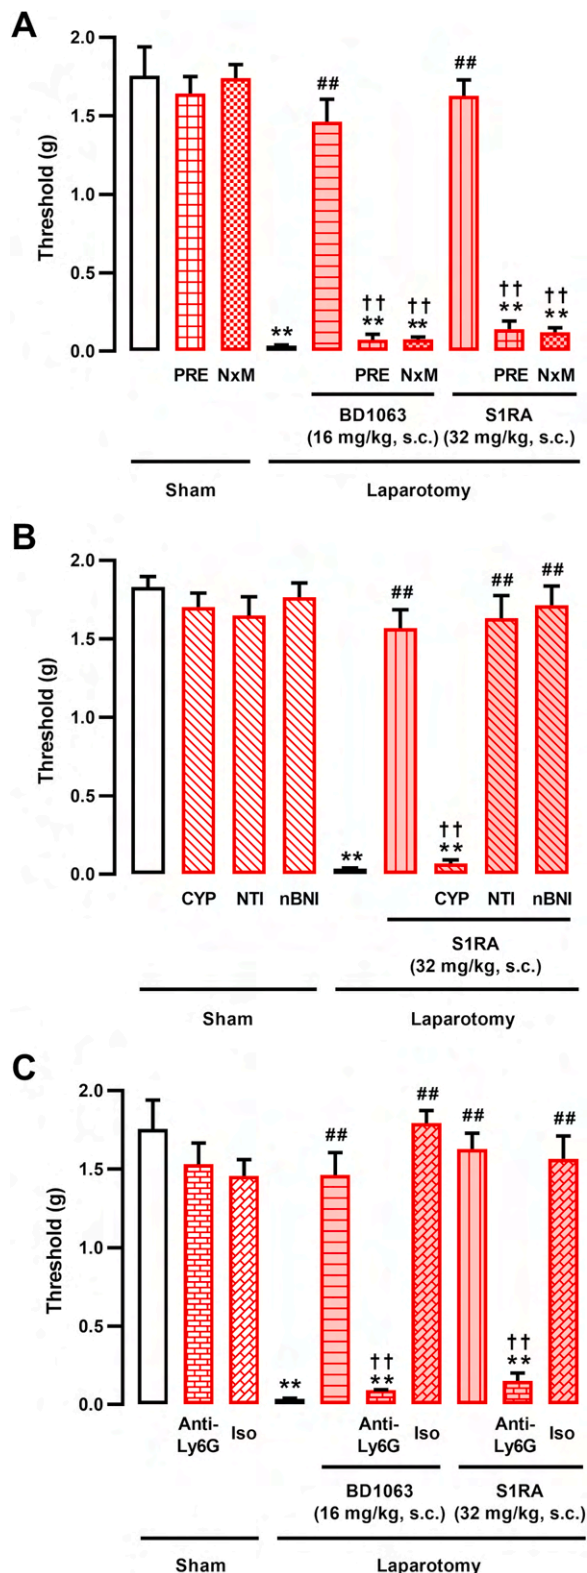 A
Threshold (g)
2.0
1.5
1.0
0.5
0.0
##
##
**
††
**
††
**
††
**
††
**
PRE NxM PRE NxM PRE NxM
BD1063 S1RA
(16 mg/kg, s.c.) (32 mg/kg, s.c.)
Sham Laparotomy
B
Threshold (g)
2.0
1.5
1.0
0.5
0.0
##
##
##
**
††
**
CYP NTI nBNI CYP NTI nBNI
S1RA
(32 mg/kg, s.c.)
Sham Laparotomy
C
Threshold (g)
2.0
1.5
1.0
0.5
0.0
##
##
##
##
**
††
**
††
**
Anti- Iso Anti- Iso Anti- Iso
Ly6G Ly6G Ly6G
BD1063 S1RA
(16 mg/kg, s.c.) (32 mg/kg, s.c.)
Sham Laparotomy